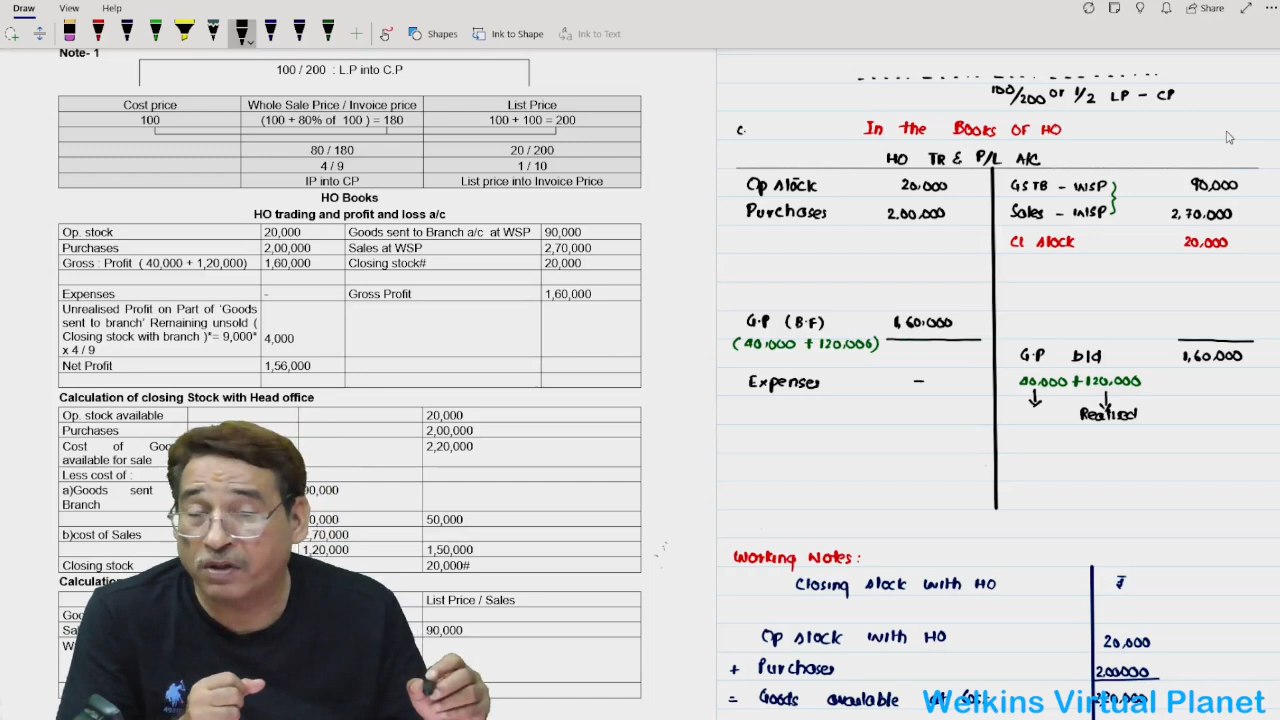 Draw View Help
Share
Shapes Ink to Shape Ink to Text
Note- 1
100 / 200 : L.P into C.P
Cost price Whole Sale Price / Invoice price List Price
100 (100 + 80% of 100 ) = 180 100 + 100 = 200
80 / 180 20 / 200
4 / 9 1 / 10
IP into CP List price into Invoice Price
HO Books
HO trading and profit and loss a/c
Op. stock 20,000 Goods sent to Branch a/c at WSP 90,000
Purchases 2,00,000 Sales at WSP 2,70,000
Gross : Profit ( 40,000 + 1,20,000) 1,60,000 Closing stock# 20,000
Expenses - Gross Profit 1,60,000
Unrealised Profit on Part of 'Goods
sent to branch' Remaining unsold (
Closing stock with branch )*= 9,000* 4,000
x 4 / 9
Net Profit 1,56,000
Calculation of closing Stock with Head office
Op. stock available 20,000
Purchases 2,00,000
Cost of 2,20,000
available for sale
Less cost of :
a)Goods sent
Branch
50,000
b)cost of Sales
1,20,000 1,50,000
Closing stock 20,000#
List Price / Sales
90,000
100/200 or 1/2 LP - CP
c. In the Books OF HO
HO TR & P/L A/C
Op stock 20,000 GSTB - WSP 90,000
Purchases 2,00,000 Sales - WSP 2,70,000
Cl stock 20,000
G.P (B.F) 1,60,000
(40,000 + 120,000)
G.P b/d 1,60,000
Expenses - 40,000 + 120,000
Realised
Working Notes:
Closing stock with HO ₹
Op stock with HO 20,000
+ Purchases 200000
= Goods available
Welkins Virtual Planet